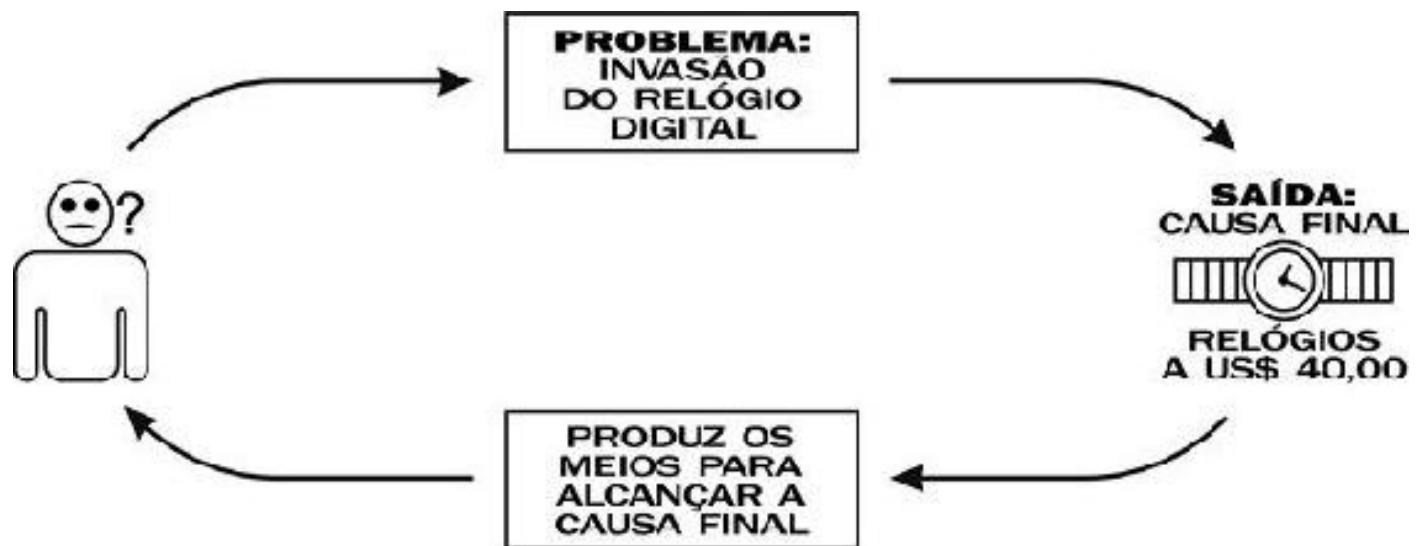 PROBLEMA:
INVASÃO
DO RELÓGIO
DIGITAL
?
SAÍDA:
CAUSA FINAL
RELÓGIOS
A US$ 40,00
PRODUZ OS
MEIOS PARA
ALCANÇAR A
CAUSA FINAL